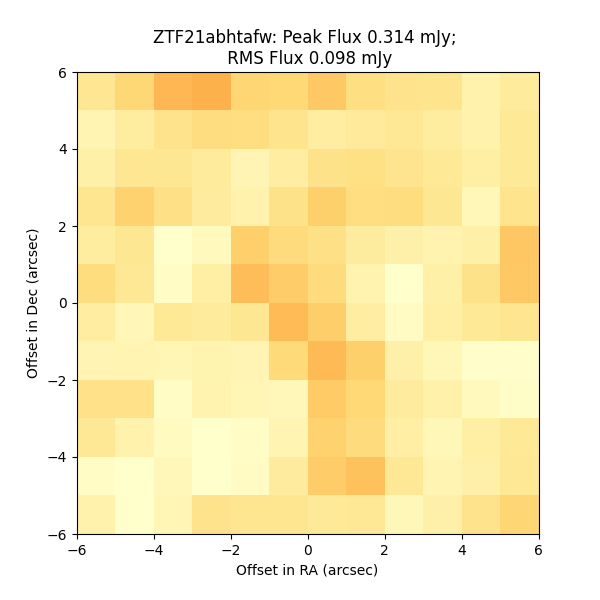 ZTF21abhtafw: Peak Flux 0.314 mJy;
RMS Flux 0.098 mJy
6
4
2
0
−2
−4
−6
Offset in Dec (arcsec)
−6 −4 −2 0 2 4 6
Offset in RA (arcsec)